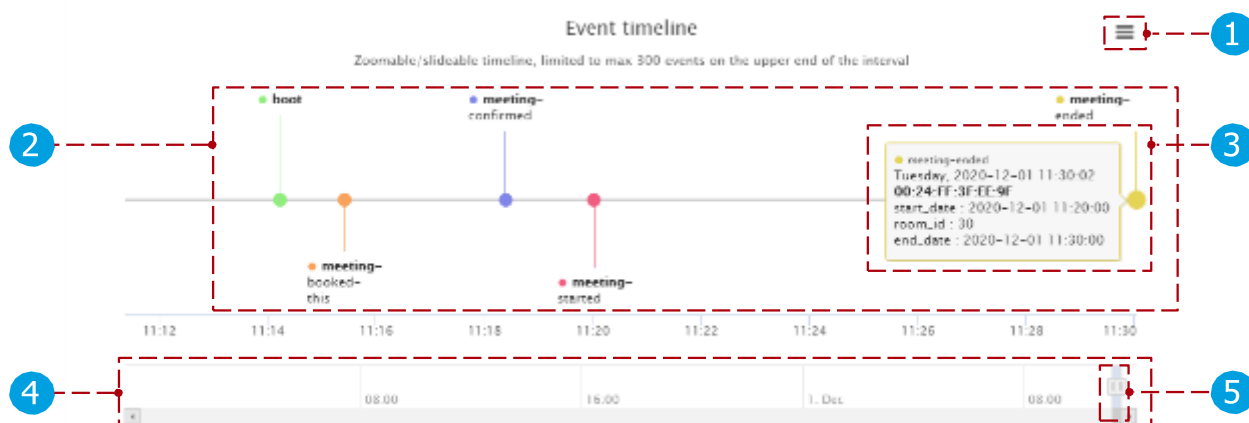 Event timeline
1
Zoomable/slideable timeline, limited to max 300 events on the upper end of the interval
boot
meeting-
confirmed
meeting-
ended
2
3
meeting-ended
Tuesday, 2020-12-01 11:30:02
00:24:FF:3F:EE:9F
start_date : 2020-12-01 11:20:00
room_id : 30
end_date : 2020-12-01 11:30:00
meeting-
booked-
this
meeting-
started
11:12 11:14 11:16 11:18 11:20 11:22 11:24 11:26 11:28 11:30
4
5
08:00 16:00 1. Dec 08:00